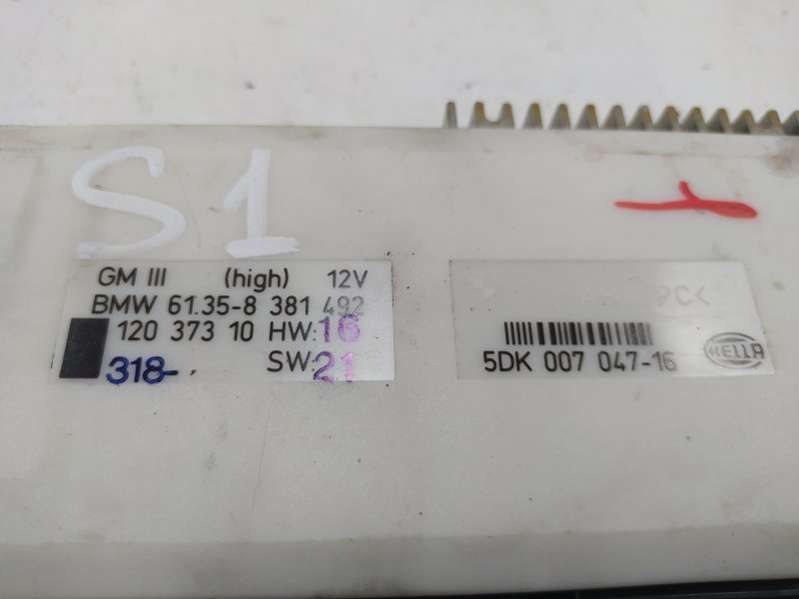 S1
GM III (high) 12V
BMW 61.35-8 381 492
120 373 10 HW:16
318-, SW:21
5DK 007 047-16
HELLA